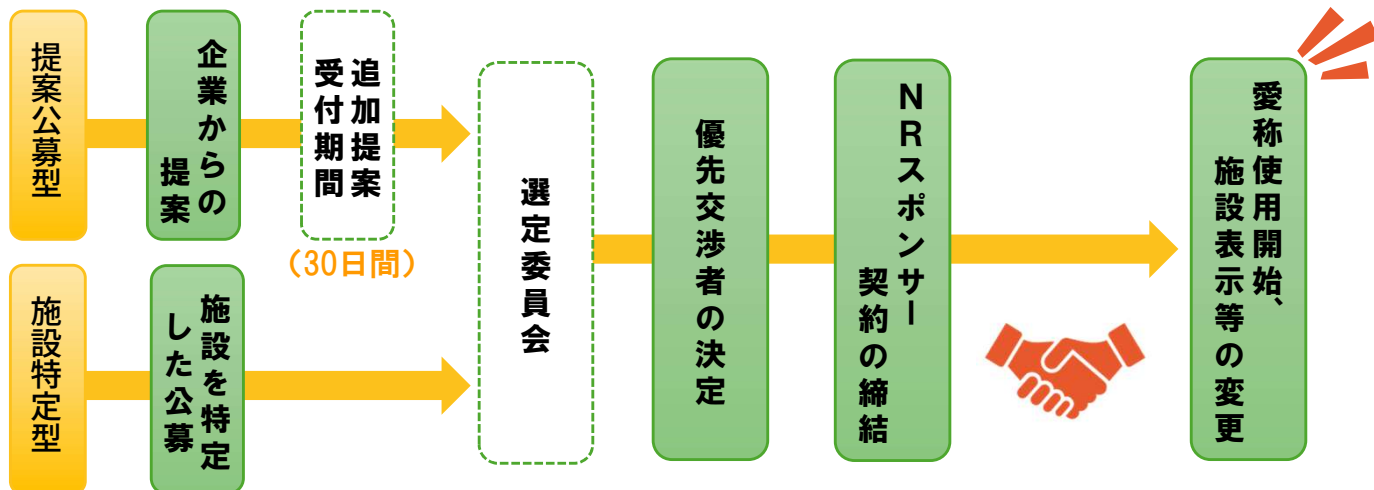 提案公募型
企業からの
提案
追加提案
受付期間
（30日間）
施設特定型
施設を特定
した公募
選定委員会
優先交渉者の決定
NRスポンサー
契約の締結
愛称使用開始、
施設表示等の変更